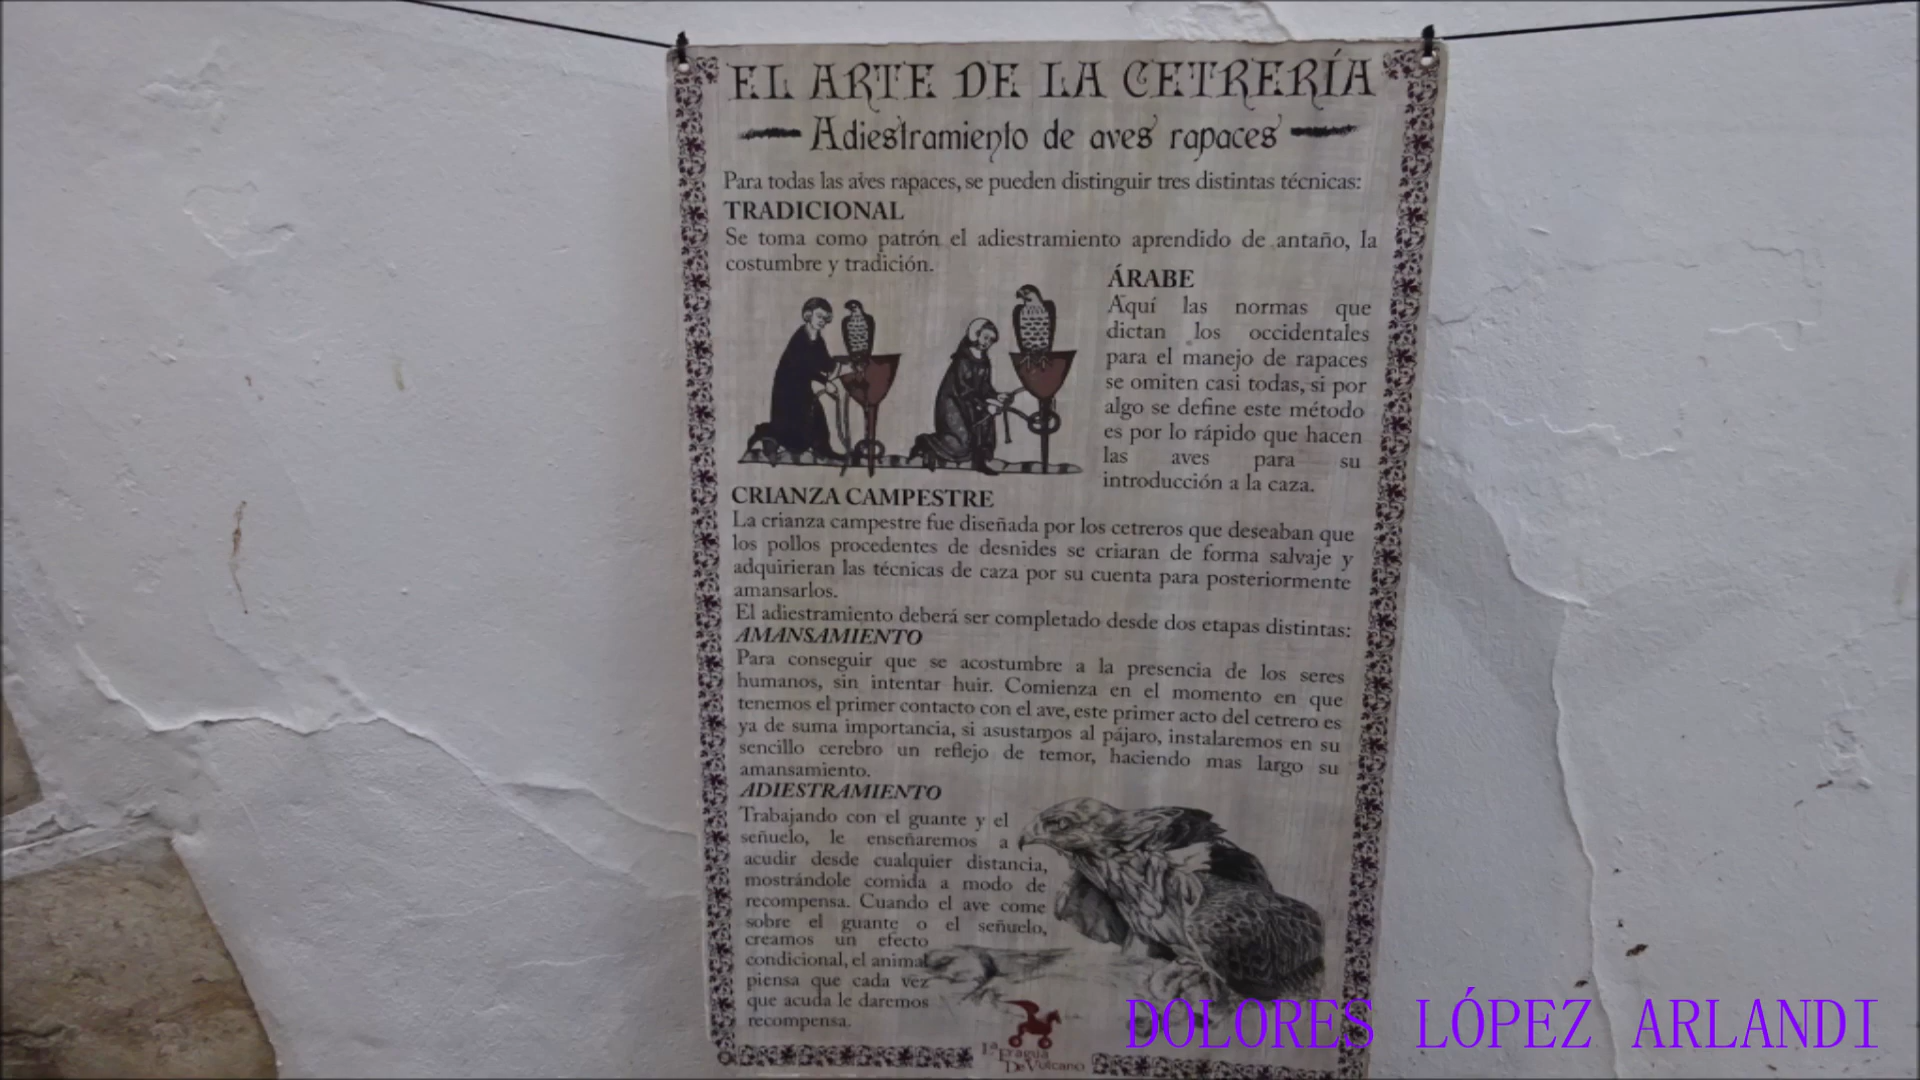 EL ARTE DE LA CETRERÍA
Adiestramiento de aves rapaces
Para todas las aves rapaces, se pueden distinguir tres distintas técnicas:
TRADICIONAL
Se toma como patrón el adiestramiento aprendido de antaño, la
costumbre y tradición.
ÁRABE
Aquí las normas que
dictan los occidentales
para el manejo de rapaces
se omiten casi todas, si por
algo se define este método
es por lo rápido que hacen
las aves para su
introducción a la caza.
CRIANZA CAMPESTRE
La crianza campestre fue diseñada por los cetreros que deseaban que
los pollos procedentes de desnides se criaran de forma salvaje y
adquirieran las técnicas de caza por su cuenta para posteriormente
amansarlos.
El adiestramiento deberá ser completado desde dos etapas distintas:
AMANSAMIENTO
Para conseguir que se acostumbre a la presencia de los seres
humanos, sin intentar huir. Comienza en el momento en que
tenemos el primer contacto con el ave, este primer acto del cetrero es
ya de suma importancia, si asustamos al pájaro, instalaremos en su
sencillo cerebro un reflejo de temor, haciendo mas largo su
amansamiento.
ADIESTRAMIENTO
Trabajando con el guante y el
señuelo, le enseñaremos a
acudir desde cualquier distancia,
mostrándole comida a modo de
recompensa. Cuando el ave come
sobre el guante o el señuelo,
creamos un efecto
condicional, el animal
piensa que cada vez
que acuda le daremos
recompensa.
La Fragua
De Vulcano
DOLORES LÓPEZ ARLANDI